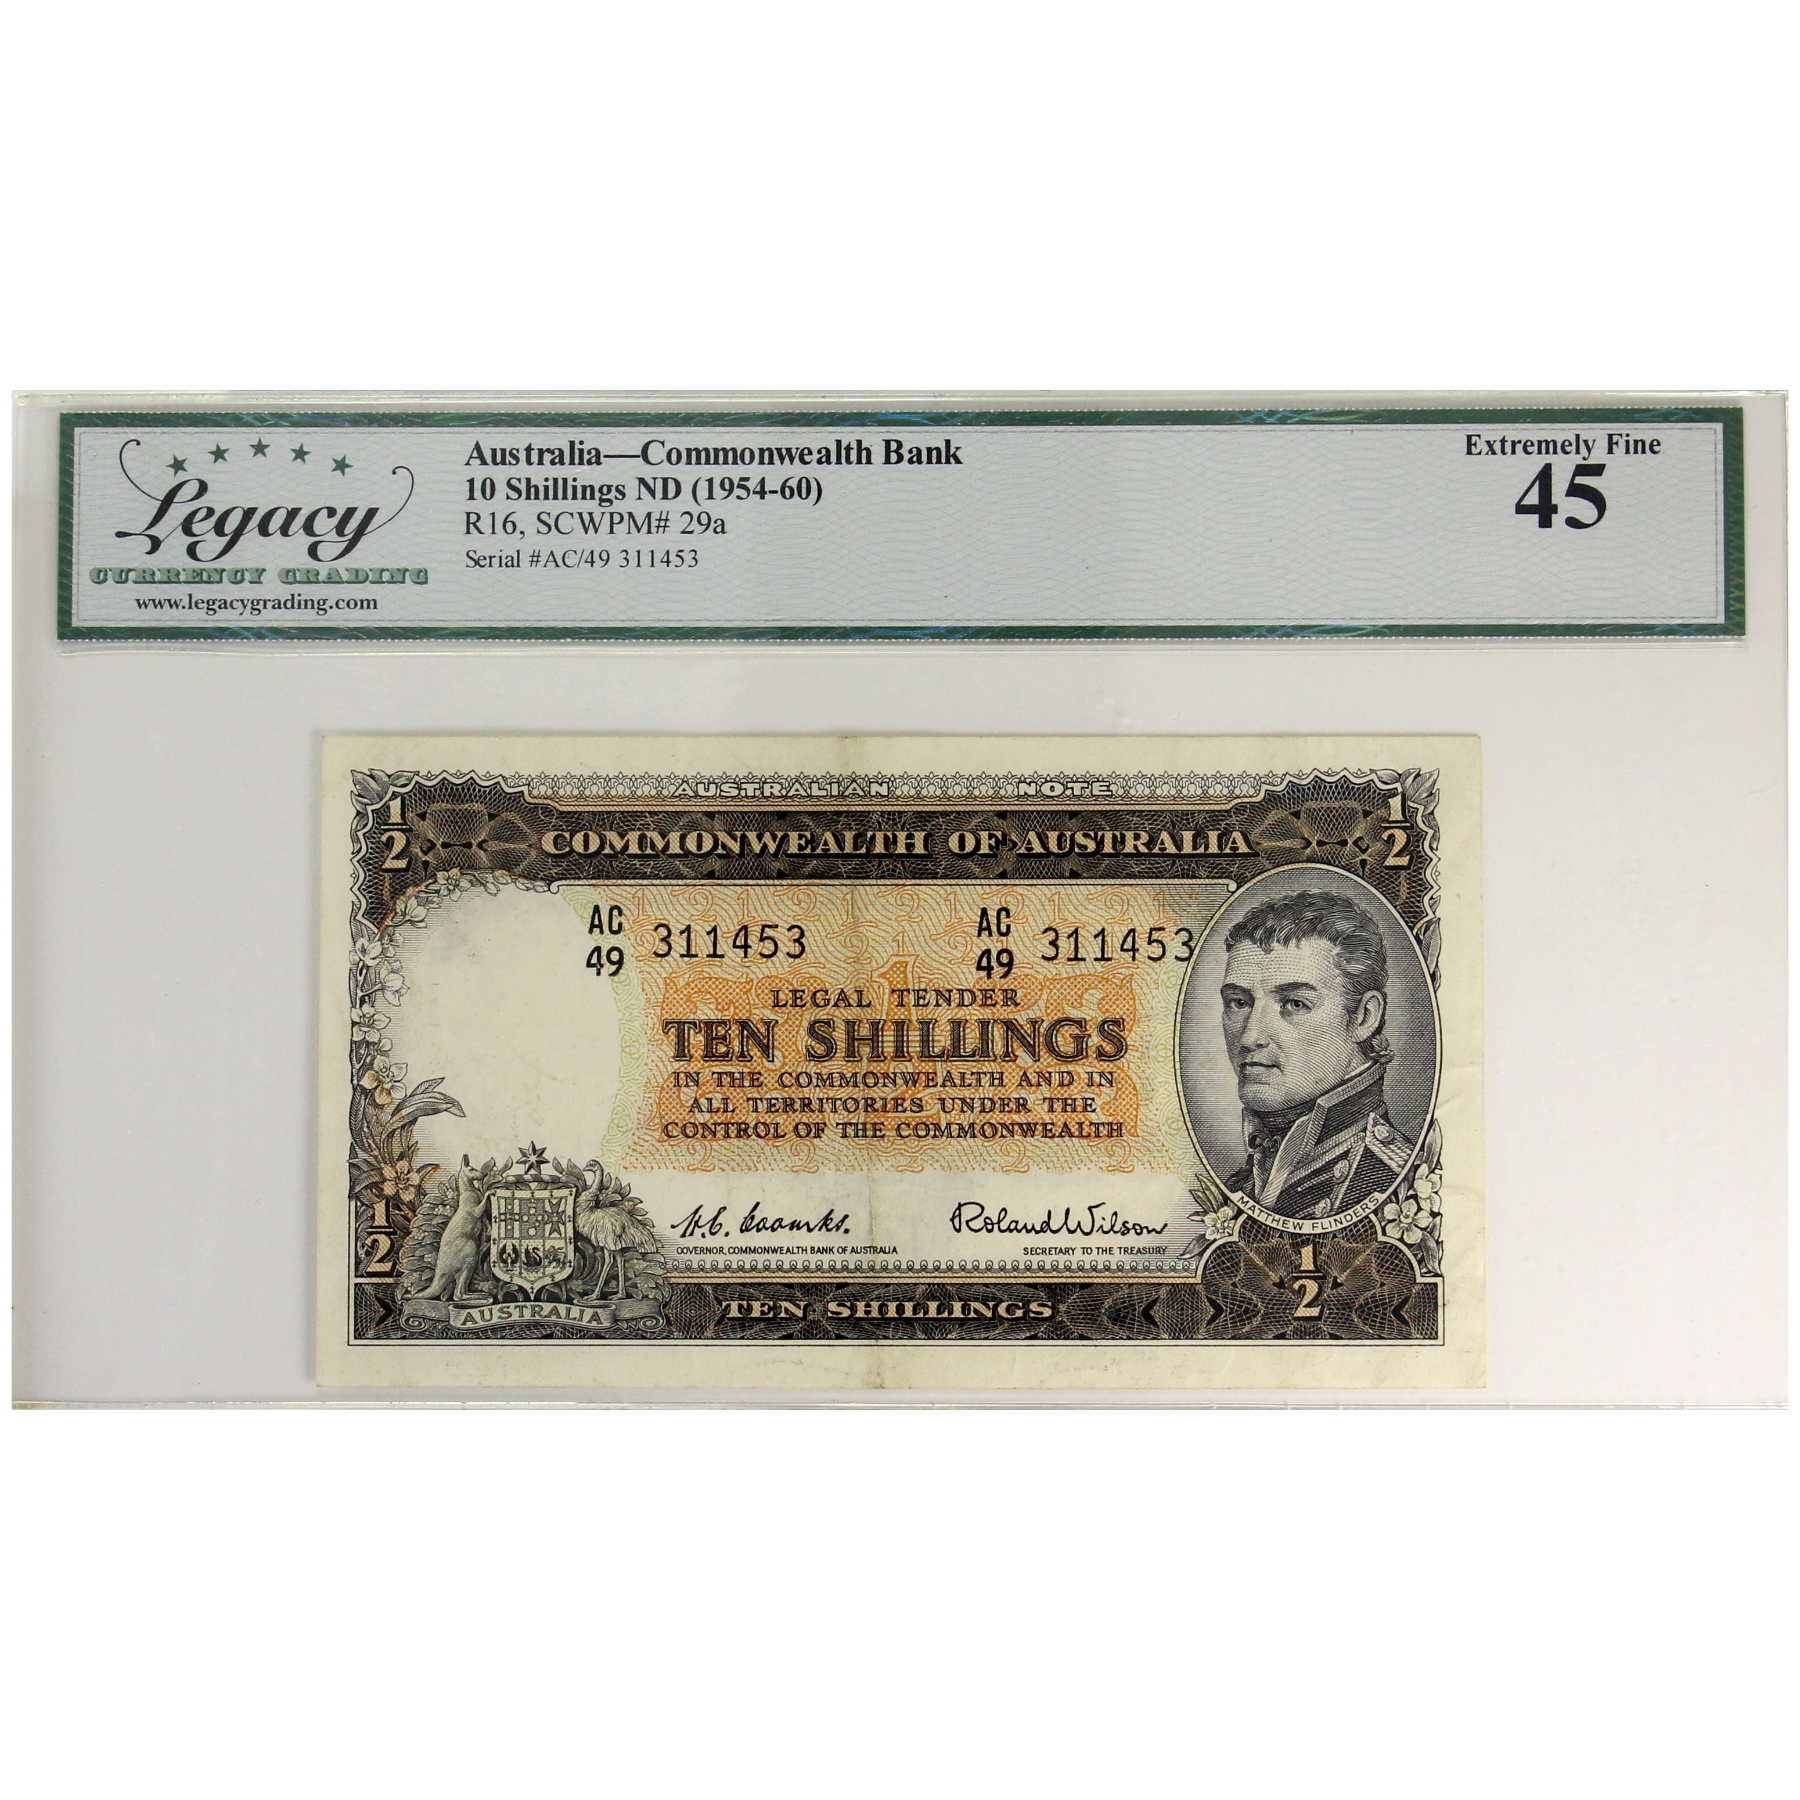 Legacy
CURRENCY GRADING
www.legacygrading.com
Australia—Commonwealth Bank
10 Shillings ND (1954-60)
R16, SCWPM# 29a
Serial #AC/49 311453
Extremely Fine
45
AUSTRALIAN NOTE
1/2
1/2
COMMONWEALTH OF AUSTRALIA
AC 49 311453
AC 49 311453
LEGAL TENDER
TEN SHILLINGS
IN THE COMMONWEALTH AND IN
ALL TERRITORIES UNDER THE
CONTROL OF THE COMMONWEALTH
H.C. Coombs.
Roland Wilson
GOVERNOR, COMMONWEALTH BANK OF AUSTRALIA
SECRETARY TO THE TREASURY
MATTHEW FLINDERS
1/2
1/2
AUSTRALIA
TEN SHILLINGS